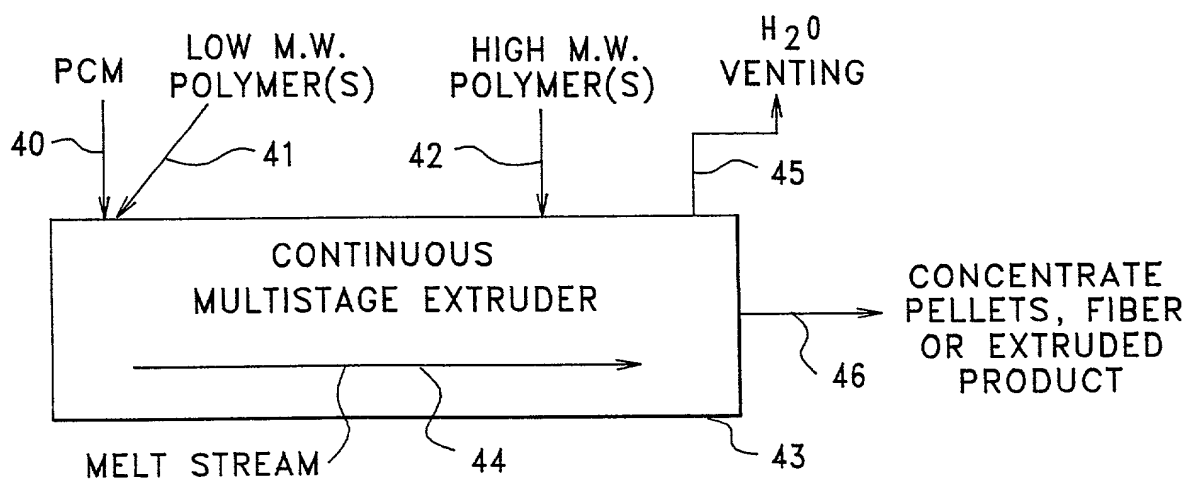 PCM
LOW M.W.
POLYMER(S)
HIGH M.W.
POLYMER(S)
H2O
VENTING
40
41
42
45
CONTINUOUS
MULTISTAGE EXTRUDER
CONCENTRATE
PELLETS, FIBER
OR EXTRUDED
PRODUCT
46
MELT STREAM
44
43